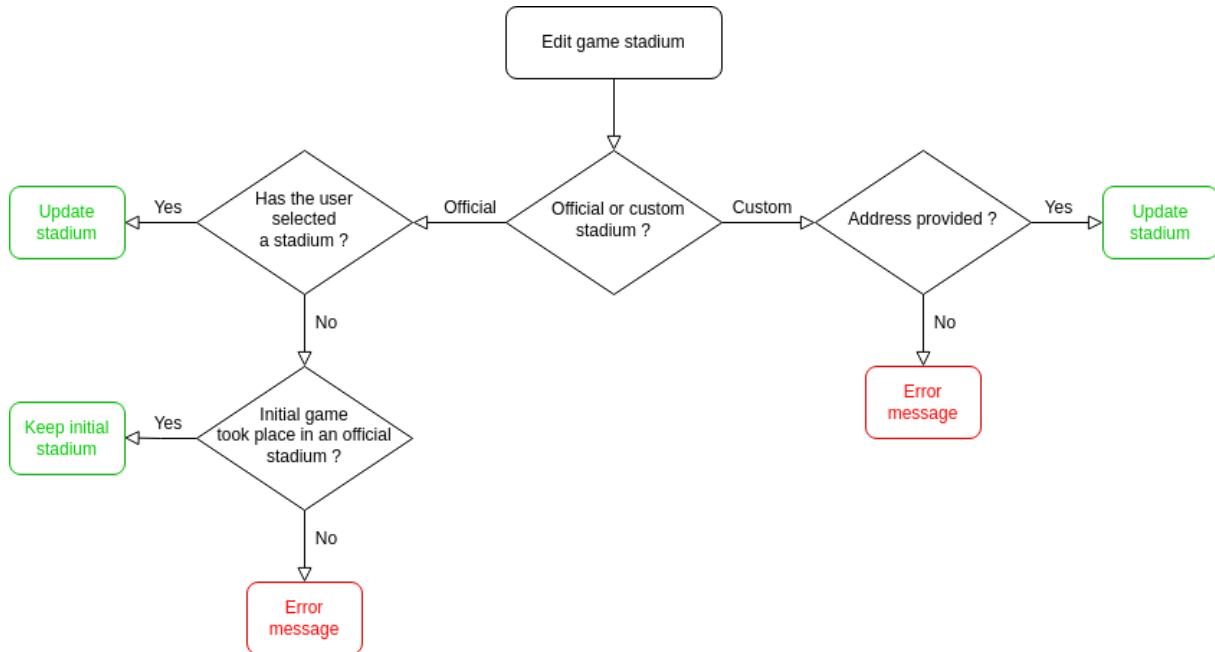 Edit game stadium
Has the user
selected
a stadium ?
Official or custom
stadium ?
Address provided ?
Update
stadium
Yes
Official
Custom
Yes
Update
stadium
No
No
Initial game
took place in an official
stadium ?
Keep initial
stadium
Yes
Error
message
No
Error
message